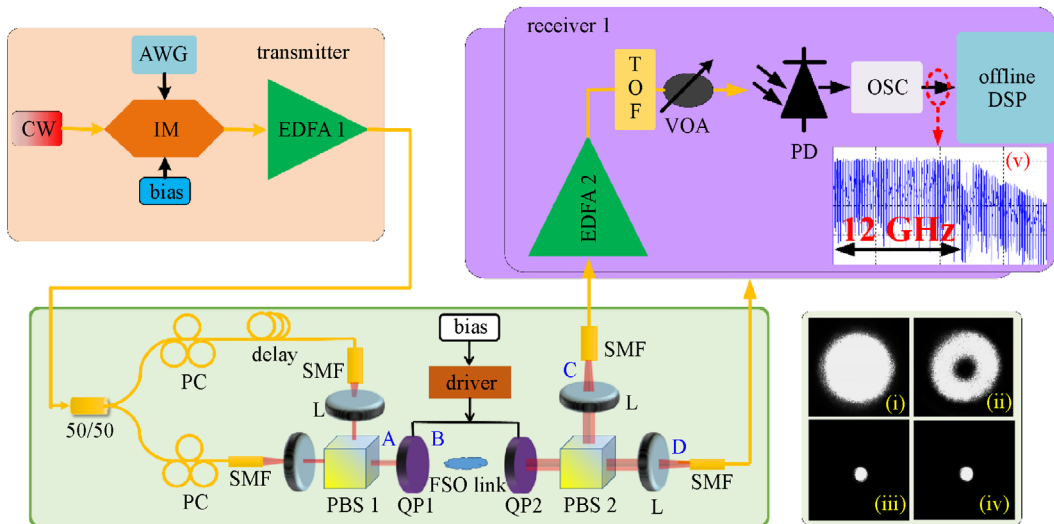 transmitter
AWG
CW
IM
EDFA 1
bias
receiver 1
T
O
F
VOA
PD
OSC
offline
DSP
(v)
12 GHz
EDFA 2
50/50
PC
delay
SMF
L
PC
SMF
A
PBS 1
bias
driver
B
QP1
FSO link
QP2
PBS 2
C
SMF
L
D
L
SMF
(i)
(ii)
(iii)
(iv)